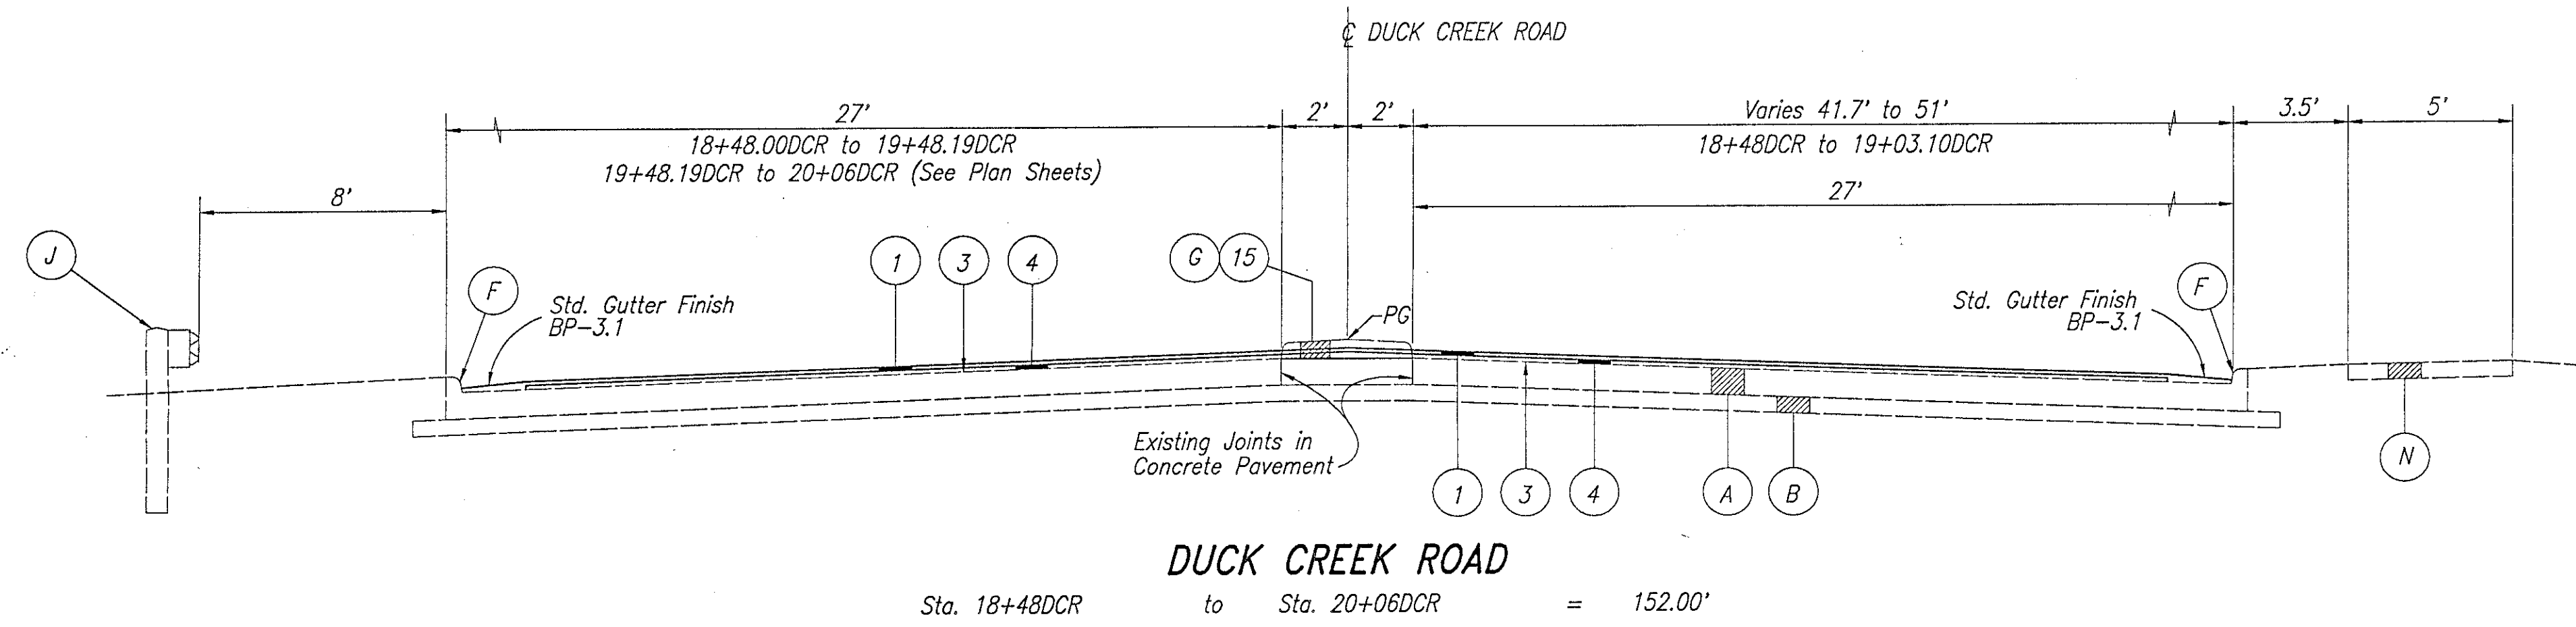 ℄ DUCK CREEK ROAD
27'
2'
2'
Varies 41.7' to 51'
3.5'
5'
18+48.00DCR to 19+48.19DCR
18+48DCR to 19+03.10DCR
19+48.19DCR to 20+06DCR (See Plan Sheets)
8'
27'
J
1
3
4
G
15
F
F
Std. Gutter Finish
BP-3.1
PG
Std. Gutter Finish
BP-3.1
Existing Joints in
Concrete Pavement
1
3
4
A
B
N
DUCK CREEK ROAD
Sta. 18+48DCR to Sta. 20+06DCR = 152.00'